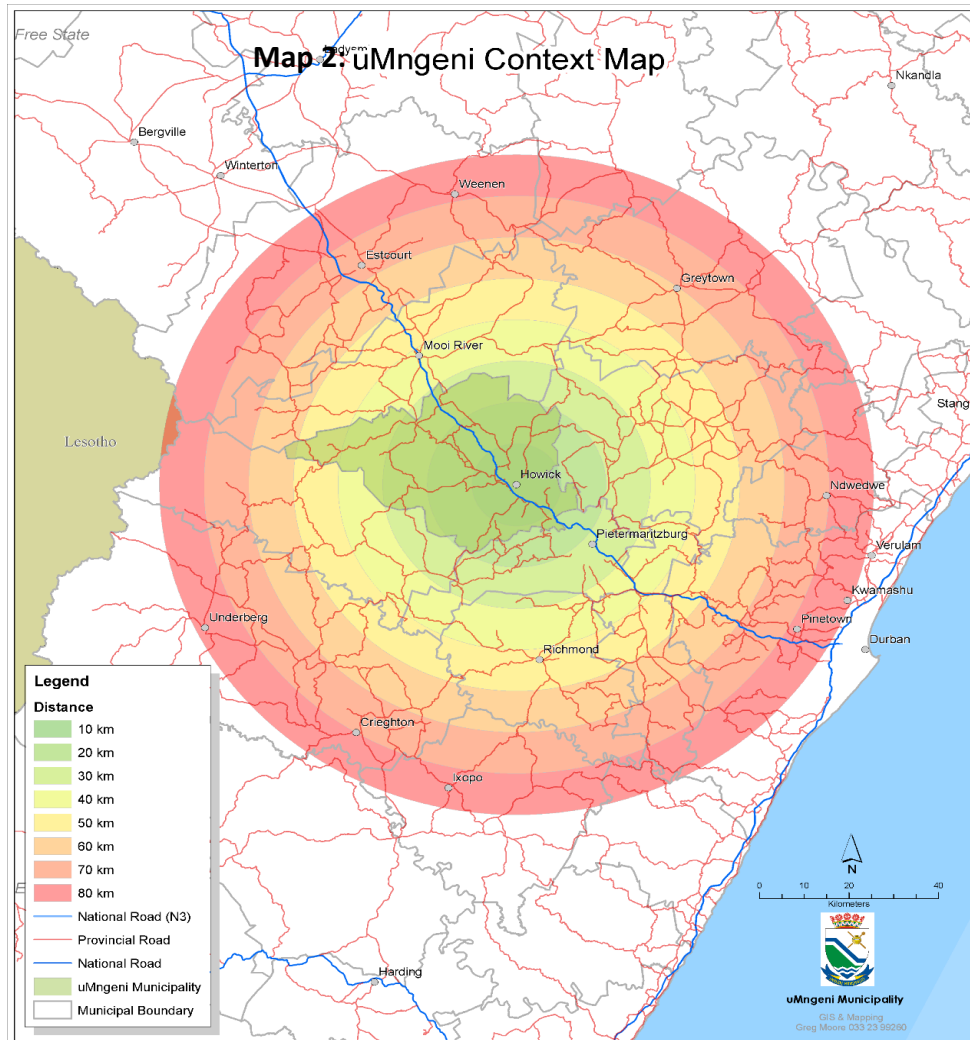 Free State
Map 2: uMngeni Context Map
Nkandla
Bergville
Winterton
Weenen
Estcourt
Greytown
Mooi River
Stang
Lesotho
Howick
Ndwedwe
Pietermaritzburg
Verulam
Kwamashu
Underberg
Pinetown
Durban
Richmond
Crieghton
Ixopo
Harding
Legend
Distance
10 km
20 km
30 km
40 km
50 km
60 km
70 km
80 km
National Road (N3)
Provincial Road
National Road
uMngeni Municipality
Municipal Boundary
N
0 10 20 40
Kilometers
uMngeni Municipality
GIS & Mapping
Greg Moore 033 23 99280